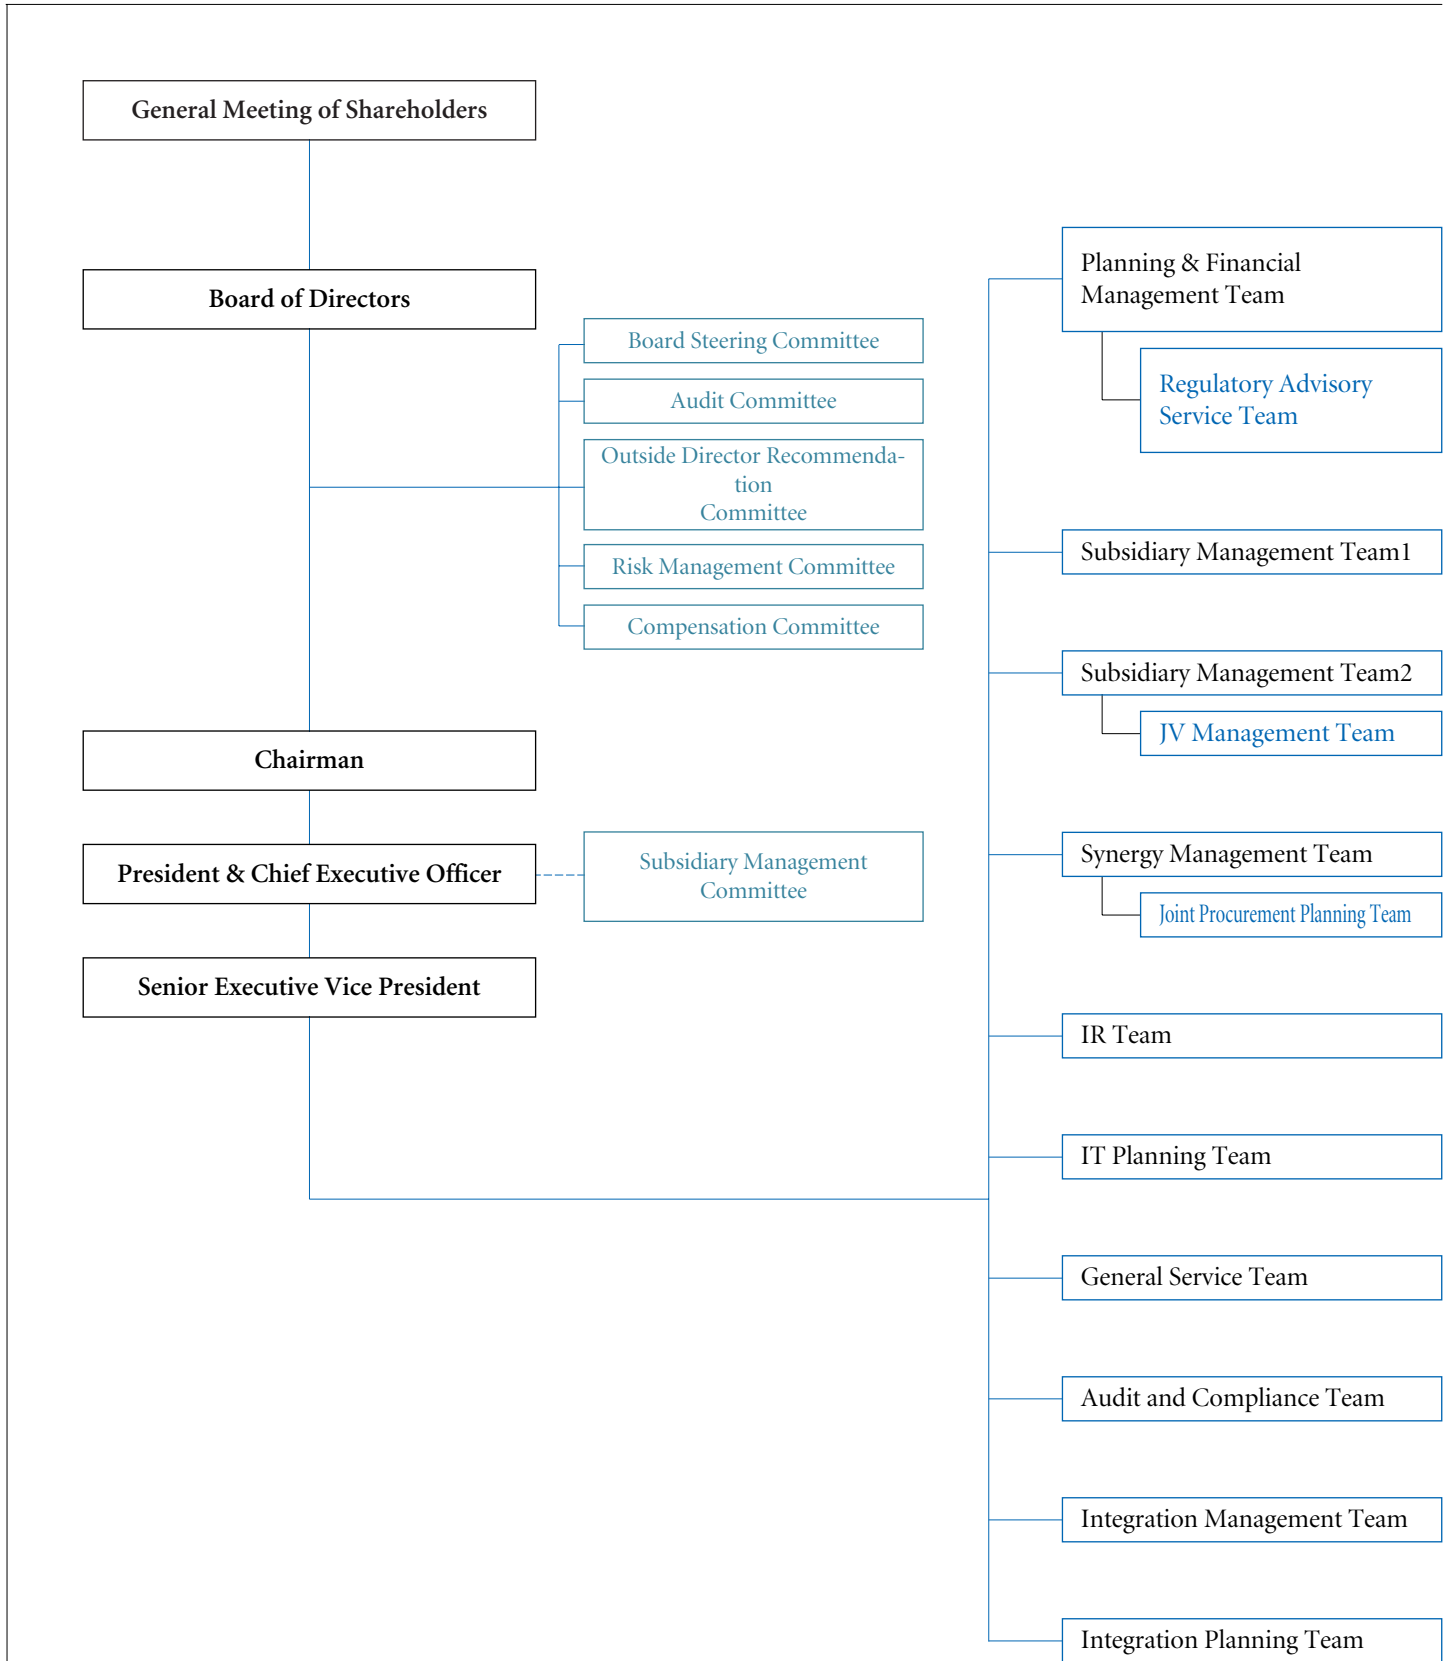 General Meeting of Shareholders
Board of Directors
Board Steering Committee
Audit Committee
Outside Director Recommenda-
tion
Committee
Risk Management Committee
Compensation Committee
Chairman
President & Chief Executive Officer
Subsidiary Management
Committee
Senior Executive Vice President
Planning & Financial
Management Team
Regulatory Advisory
Service Team
Subsidiary Management Team1
Subsidiary Management Team2
JV Management Team
Synergy Management Team
Joint Procurement Planning Team
IR Team
IT Planning Team
General Service Team
Audit and Compliance Team
Integration Management Team
Integration Planning Team